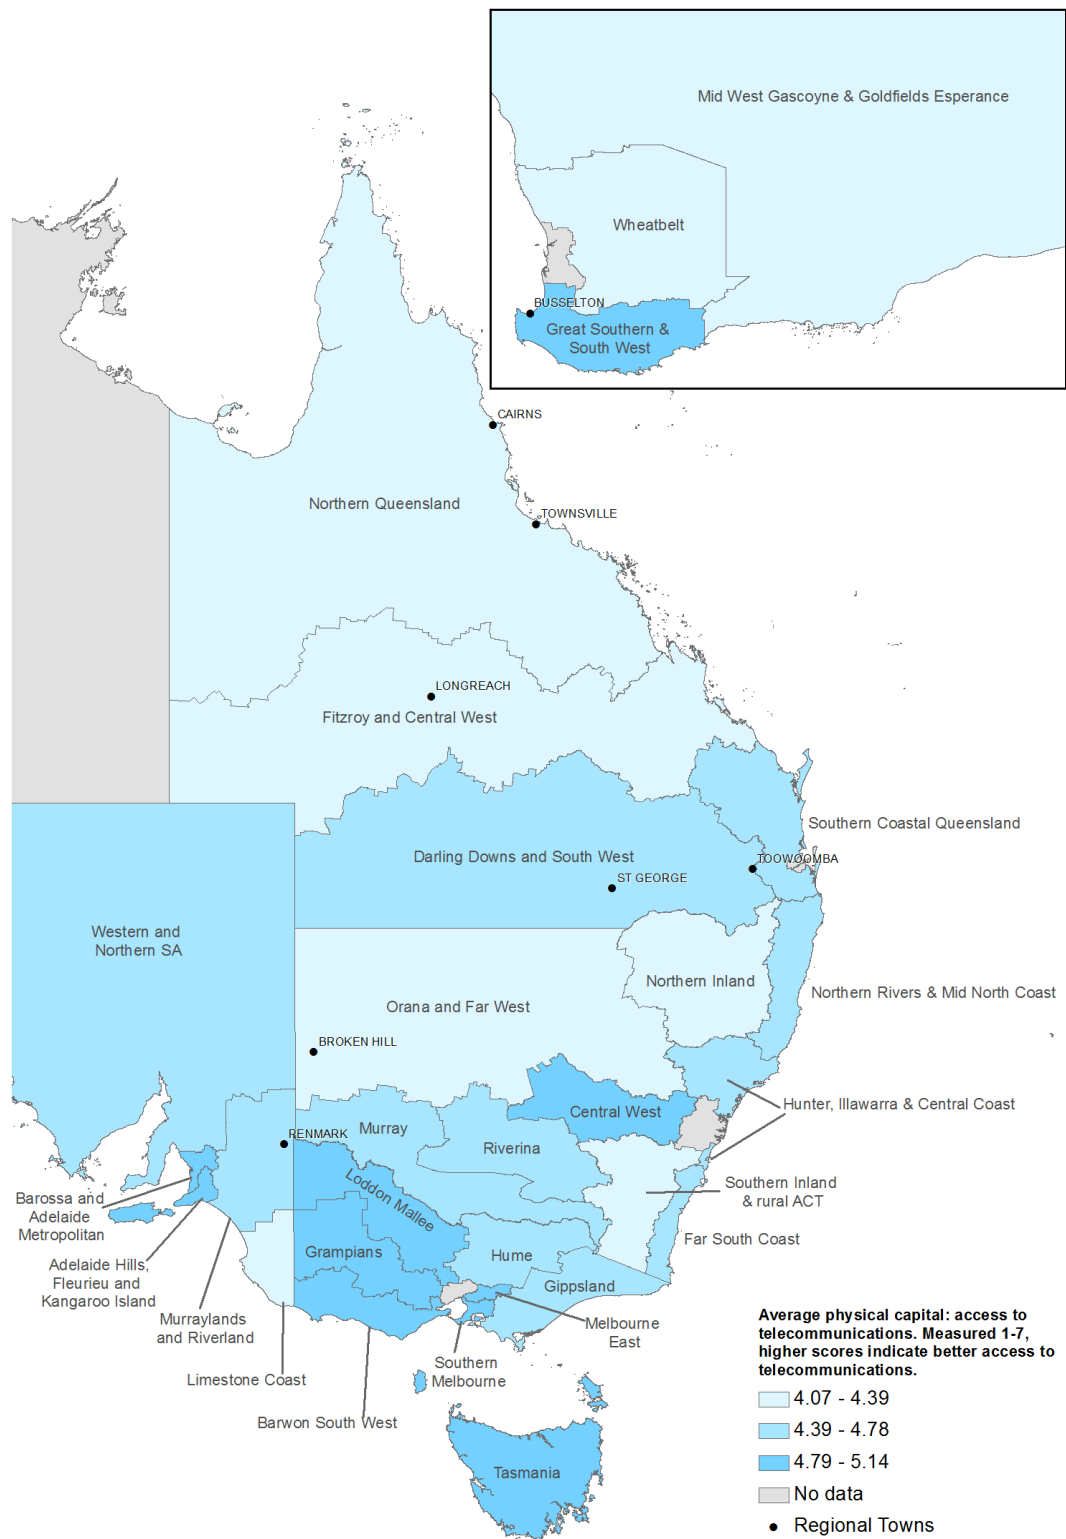 Mid West Gascoyne & Goldfields Esperance
Wheatbelt
BUSSELTON
Great Southern &
South West
CAIRNS
Northern Queensland
TOWNSVILLE
LONGREACH
Fitzroy and Central West
Southern Coastal Queensland
Darling Downs and South West
TOOWOOMBA
ST GEORGE
Western and
Northern SA
Northern Inland
Northern Rivers & Mid North Coast
Orana and Far West
BROKEN HILL
Central West
Hunter, Illawarra & Central Coast
RENMARK
Murray
Riverina
Loddon Mallee
Southern Inland
& rural ACT
Barossa and
Adelaide
Metropolitan
Far South Coast
Grampians
Hume
Adelaide Hills,
Fleurieu and
Kangaroo Island
Gippsland
Murraylands
and Riverland
Melbourne
East
Southern
Melbourne
Limestone Coast
Barwon South West
Tasmania
Average physical capital: access to
telecommunications. Measured 1-7,
higher scores indicate better access to
telecommunications.
4.07 - 4.39
4.39 - 4.78
4.79 - 5.14
No data
Regional Towns